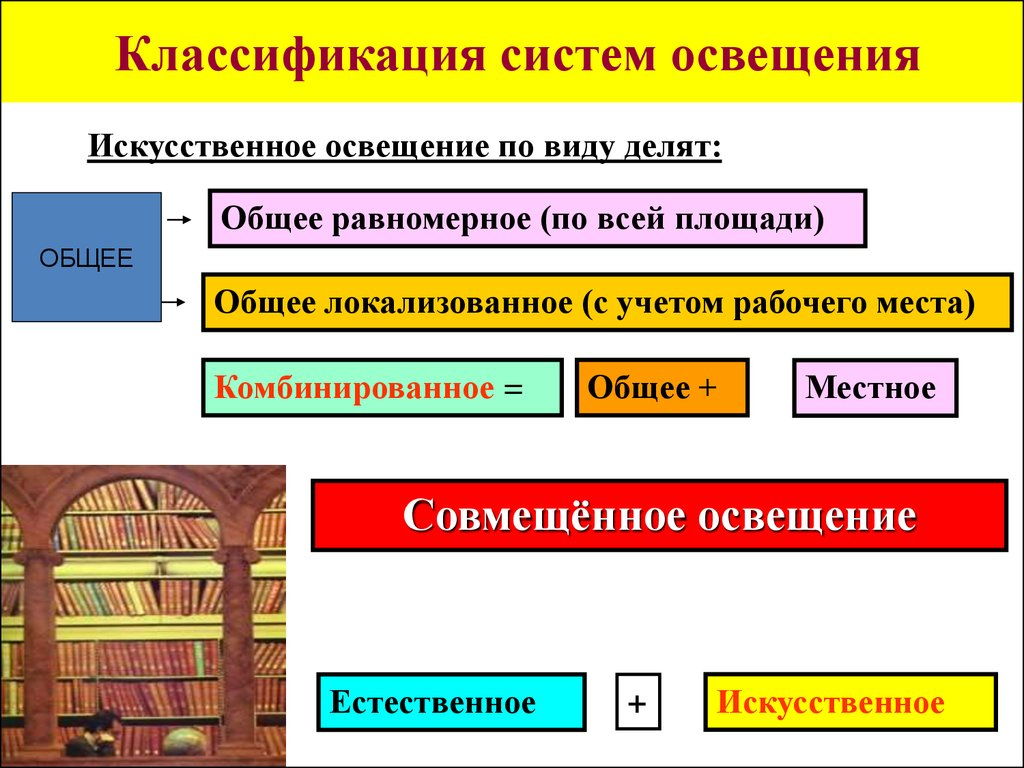 Классификация систем освещения
Искусственное освещение по виду делят:
Общее равномерное (по всей площади)
ОБЩЕЕ
Общее локализованное (с учетом рабочего места)
Комбинированное = Общее + Местное
Совмещённое освещение
Естественное + Искусственное